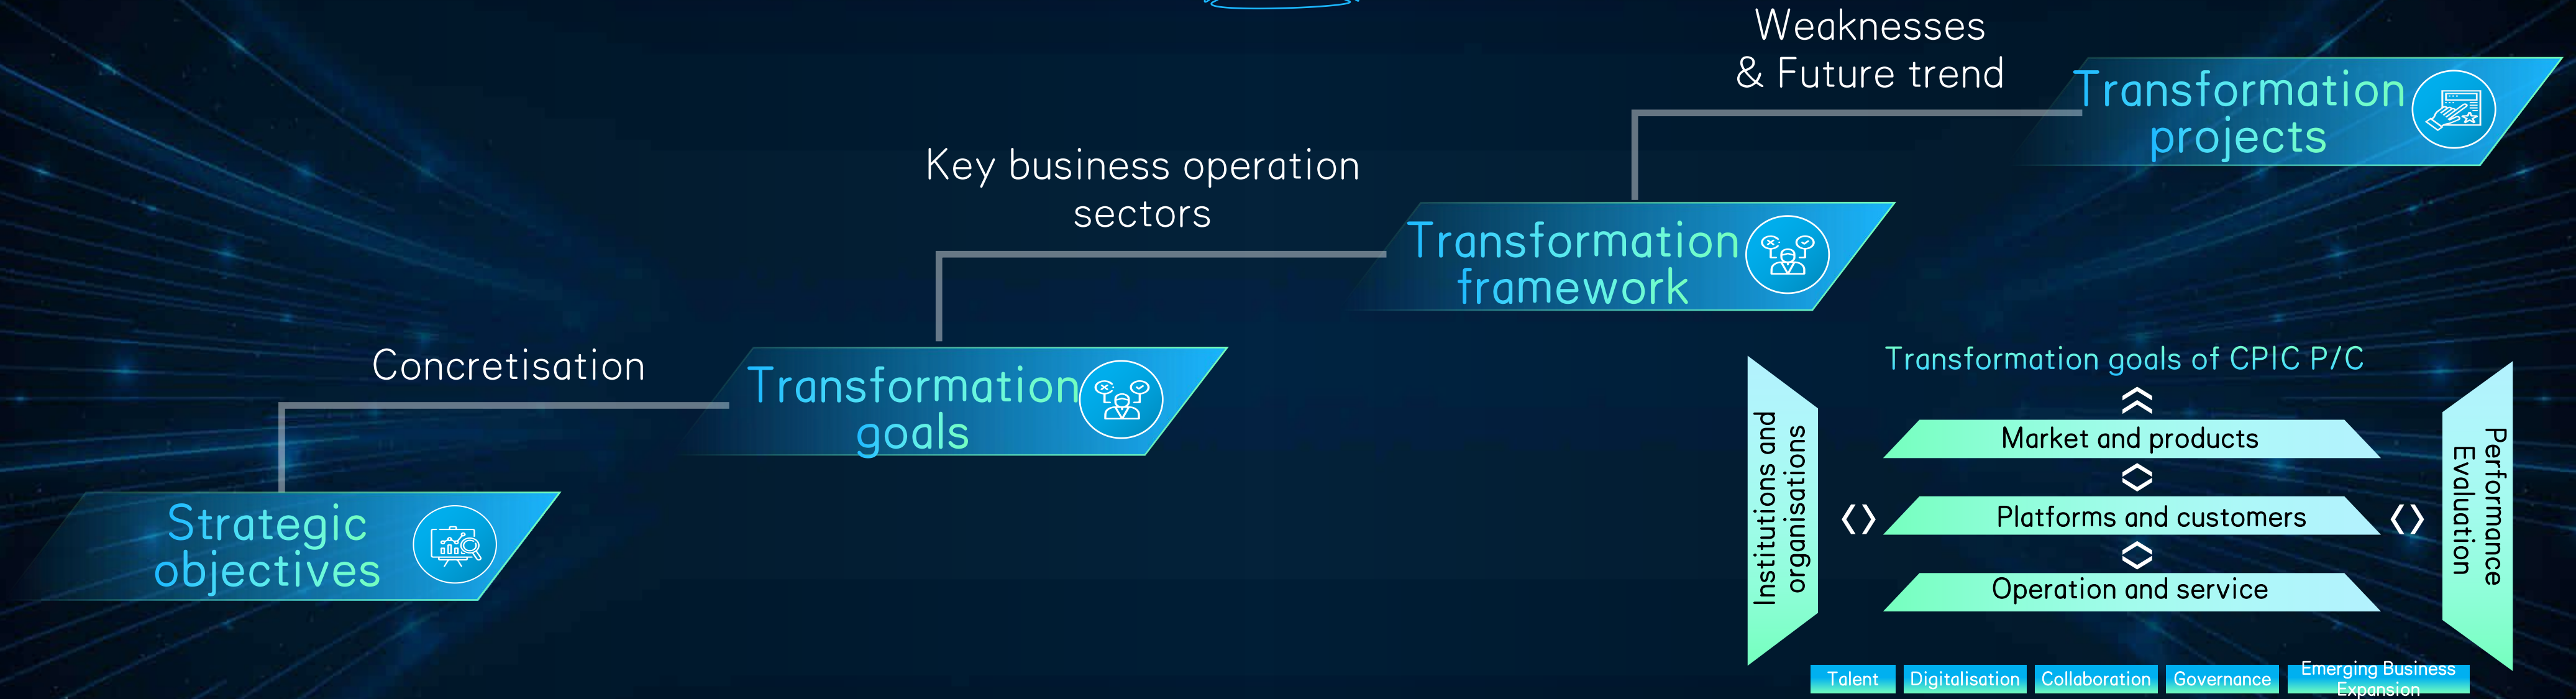 Weaknesses
& Future trend
Transformation
projects
Key business operation
sectors
Transformation
framework
Concretisation
Transformation
goals
Strategic
objectives
Transformation goals of CPIC P/C
Institutions and
organisations
Market and products
Platforms and customers
Operation and service
Performance
Evaluation
Talent
Digitalisation
Collaboration
Governance
Emerging Business
Expansion